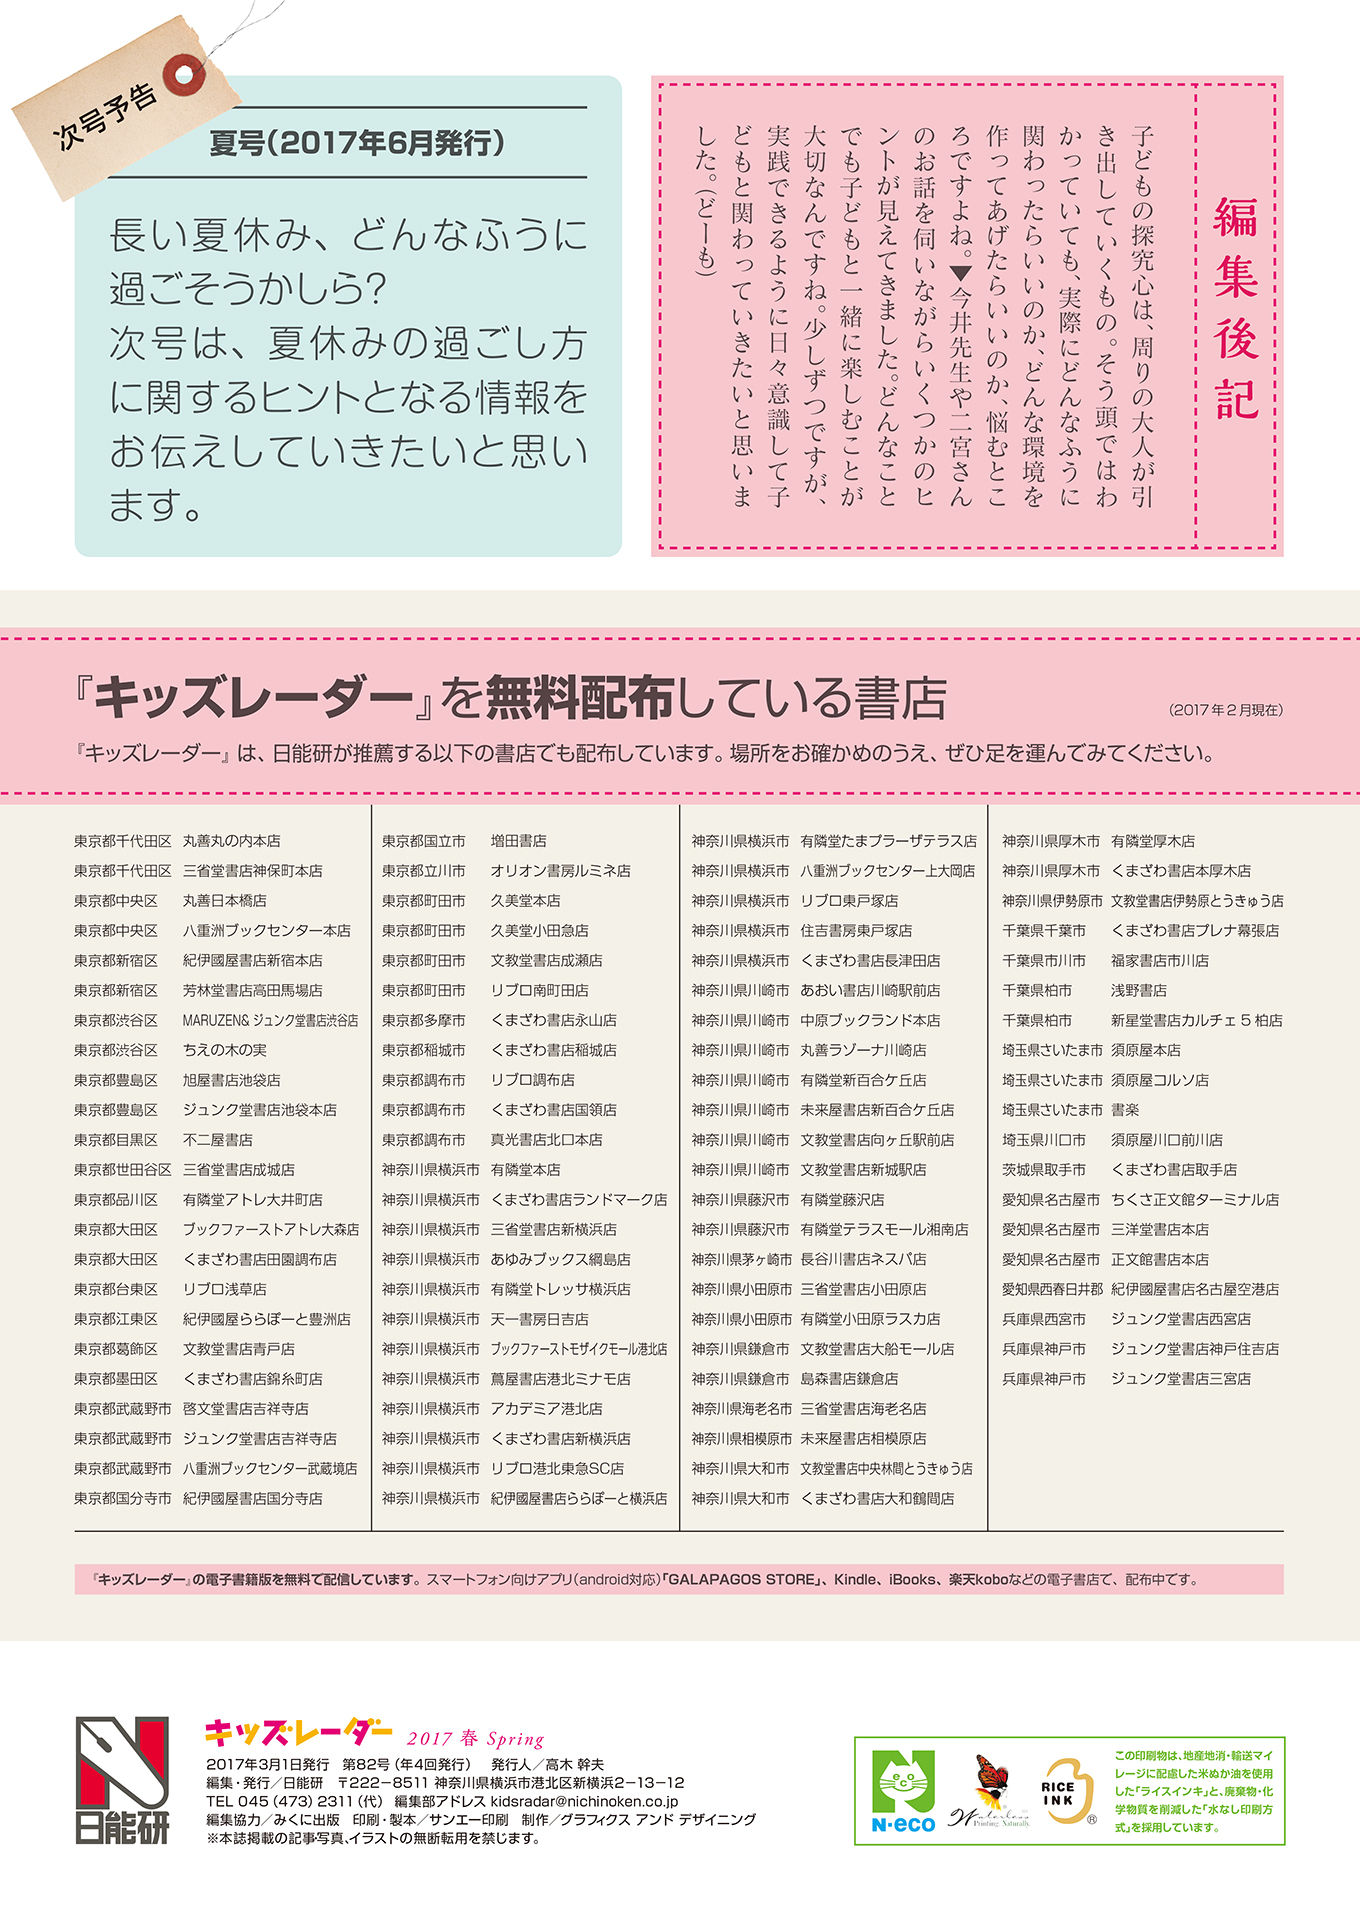 次号予告
夏号（2017年6月発行）
長い夏休み、どんなふうに
過ごそうかしら？
次号は、夏休みの過ごし方
に関するヒントとなる情報を
お伝えしていきたいと思い
ます。
編集後記
子どもの探究心は、周りの大人が引
き出していくもの。そう頭ではわ
かっていても、実際にどんなふうに
関わったらいいのか、どんな環境を
作ってあげたらいいのか、悩むとこ
ろですよね。▼今井先生や二宮さん
のお話を伺いながらいくつかのヒ
ントが見えてきました。どんなこと
でも子どもと一緒に楽しむことが
大切なんですね。少しずつですが、
実践できるように日々意識して子
どもと関わっていきたいと思いま
した。（どーも）
『キッズレーダー』を無料配布している書店
（2017年2月現在）
『キッズレーダー』は、日能研が推薦する以下の書店でも配布しています。場所をお確かめのうえ、ぜひ足を運んでみてください。
東京都千代田区 丸善丸の内本店
東京都千代田区 三省堂書店神保町本店
東京都中央区 丸善日本橋店
東京都中央区 八重洲ブックセンター本店
東京都新宿区 紀伊國屋書店新宿本店
東京都新宿区 芳林堂書店高田馬場店
東京都渋谷区 MARUZEN& ジュンク堂書店渋谷店
東京都渋谷区 ちえの木の実
東京都豊島区 旭屋書店池袋店
東京都豊島区 ジュンク堂書店池袋本店
東京都目黒区 不二屋書店
東京都世田谷区 三省堂書店成城店
東京都品川区 有隣堂アトレ大井町店
東京都大田区 ブックファーストアトレ大森店
東京都大田区 くまざわ書店田園調布店
東京都台東区 リブロ浅草店
東京都江東区 紀伊國屋ららぽーと豊洲店
東京都葛飾区 文教堂書店青戸店
東京都墨田区 くまざわ書店錦糸町店
東京都武蔵野市 啓文堂書店吉祥寺店
東京都武蔵野市 ジュンク堂書店吉祥寺店
東京都武蔵野市 八重洲ブックセンター武蔵境店
東京都国分寺市 紀伊國屋書店国分寺店
東京都国立市 増田書店
東京都立川市 オリオン書房ルミネ店
東京都町田市 久美堂本店
東京都町田市 久美堂小田急店
東京都町田市 文教堂書店成瀬店
東京都町田市 リブロ南町田店
東京都多摩市 くまざわ書店永山店
東京都稲城市 くまざわ書店稲城店
東京都調布市 リブロ調布店
東京都調布市 くまざわ書店国領店
東京都調布市 真光書店北口本店
神奈川県横浜市 有隣堂本店
神奈川県横浜市 くまざわ書店ランドマーク店
神奈川県横浜市 三省堂書店新横浜店
神奈川県横浜市 あゆみブックス綱島店
神奈川県横浜市 有隣堂トレッサ横浜店
神奈川県横浜市 天一書房日吉店
神奈川県横浜市 ブックファーストモザイクモール港北店
神奈川県横浜市 蔦屋書店港北ミナモ店
神奈川県横浜市 アカデミア港北店
神奈川県横浜市 くまざわ書店新横浜店
神奈川県横浜市 リブロ港北東急SC店
神奈川県横浜市 紀伊國屋書店ららぽーと横浜店
神奈川県横浜市 有隣堂たまプラーザテラス店
神奈川県横浜市 八重洲ブックセンター上大岡店
神奈川県横浜市 リブロ東戸塚店
神奈川県横浜市 住吉書房東戸塚店
神奈川県横浜市 くまざわ書店長津田店
神奈川県川崎市 あおい書店川崎駅前店
神奈川県川崎市 中原ブックランド本店
神奈川県川崎市 丸善ラゾーナ川崎店
神奈川県川崎市 有隣堂新百合ケ丘店
神奈川県川崎市 未来屋書店新百合ケ丘店
神奈川県川崎市 文教堂書店向ヶ丘駅前店
神奈川県川崎市 文教堂書店新城駅店
神奈川県藤沢市 有隣堂藤沢店
神奈川県藤沢市 有隣堂テラスモール湘南店
神奈川県茅ヶ崎市 長谷川書店ネスパ店
神奈川県小田原市 三省堂書店小田原店
神奈川県小田原市 有隣堂小田原ラスカ店
神奈川県鎌倉市 文教堂書店大船モール店
神奈川県鎌倉市 島森書店鎌倉店
神奈川県海老名市 三省堂書店海老名店
神奈川県相模原市 未来屋書店相模原店
神奈川県大和市 文教堂書店中央林間とうきゅう店
神奈川県大和市 くまざわ書店大和鶴間店
神奈川県厚木市 有隣堂厚木店
神奈川県厚木市 くまざわ書店本厚木店
神奈川県伊勢原市 文教堂書店伊勢原とうきゅう店
千葉県千葉市 くまざわ書店プレナ幕張店
千葉県市川市 福家書店市川店
千葉県柏市 浅野書店
千葉県柏市 新星堂書店カルチェ5柏店
埼玉県さいたま市 須原屋本店
埼玉県さいたま市 須原屋コルソ店
埼玉県さいたま市 書楽
埼玉県川口市 須原屋川口前川店
茨城県取手市 くまざわ書店取手店
愛知県名古屋市 ちくさ正文館ターミナル店
愛知県名古屋市 三洋堂書店本店
愛知県名古屋市 正文館書店本店
愛知県西春日井郡 紀伊國屋書店名古屋空港店
兵庫県西宮市 ジュンク堂書店西宮店
兵庫県神戸市 ジュンク堂書店神戸住吉店
兵庫県神戸市 ジュンク堂書店三宮店
『キッズレーダー』の電子書籍版を無料で配信しています。スマートフォン向けアプリ（android対応）「GALAPAGOS STORE」、Kindle、iBooks、楽天koboなどの電子書店で、配布中です。
日能研
キッズレーダー 2017 春 Spring
2017年3月1日発行 第82号（年4回発行） 発行人／高木 幹夫
編集・発行／日能研 〒222−8511 神奈川県横浜市港北区新横浜2−13−12
TEL 045（473）2311（代） 編集部アドレス kidsradar@nichinoken.co.jp
編集協力／みくに出版 印刷・製本／サンエー印刷 制作／グラフィクス アンド デザイニング
※本誌掲載の記事・写真、イラストの無断転用を禁じます。
N･eco
Waterless
Printing Naturally.
RICE
INK
®
この印刷物は、地産地消・輸送マイ
レージに配慮した米ぬか油を使用
した「ライスインキ」と、廃棄物・化
学物質を削減した「水なし印刷方
式」を採用しています。